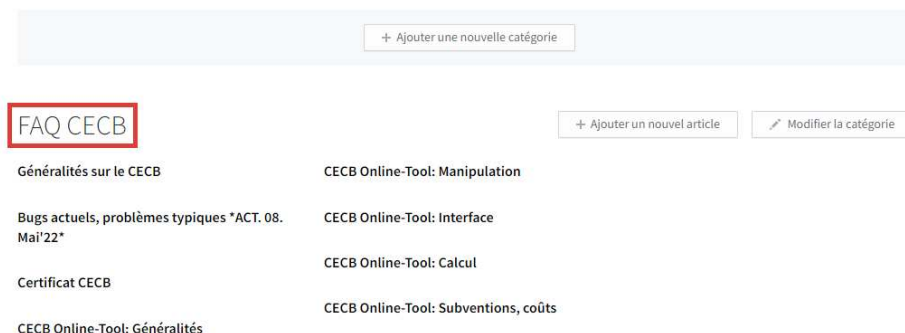 + Ajouter une nouvelle catégorie
FAQ CECB
+ Ajouter un nouvel article
Modifier la catégorie
Généralités sur le CECB
Bugs actuels, problèmes typiques *ACT. 08.
Mai'22*
Certificat CECB
CECB Online-Tool: Généralités
CECB Online-Tool: Manipulation
CECB Online-Tool: Interface
CECB Online-Tool: Calcul
CECB Online-Tool: Subventions, coûts